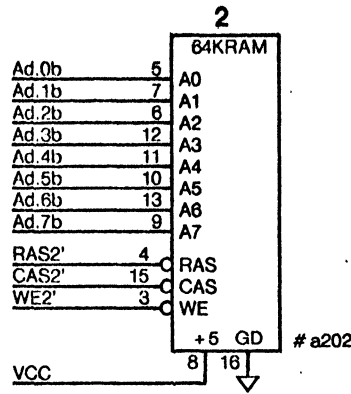 2
64KRAM
Ad.0b 5 A0
Ad.1b 7 A1
Ad.2b 6 A2
Ad.3b 12 A3
Ad.4b 11 A4
Ad.5b 10 A5
Ad.6b 13 A6
Ad.7b 9 A7
RAS2' 4 RAS
CAS2' 15 CAS
WE2' 3 WE
+5 GD # a202
8 16
VCC